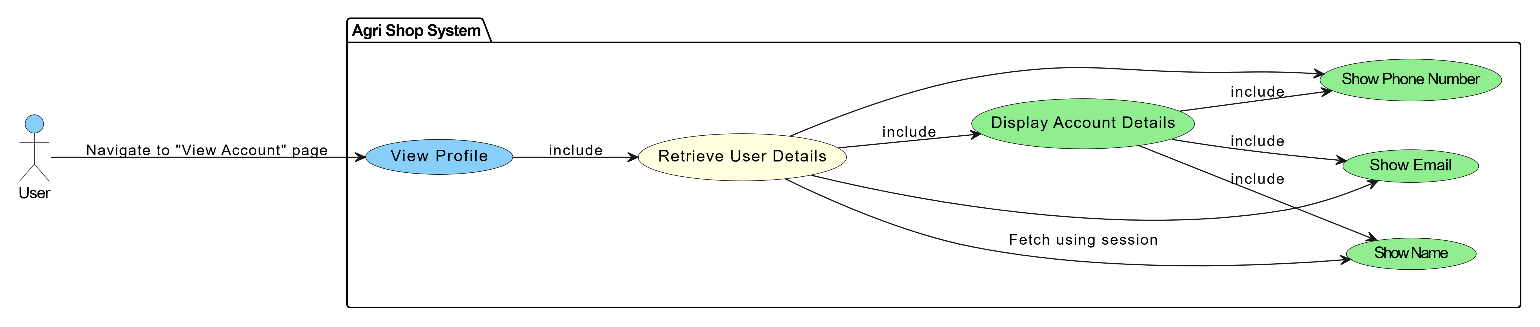 Agri Shop System
Show Phone Number
include
Display Account Details
include
include
Navigate to "View Account" page
View Profile
include
Retrieve User Details
Show Email
include
User
Fetch using session
Show Name